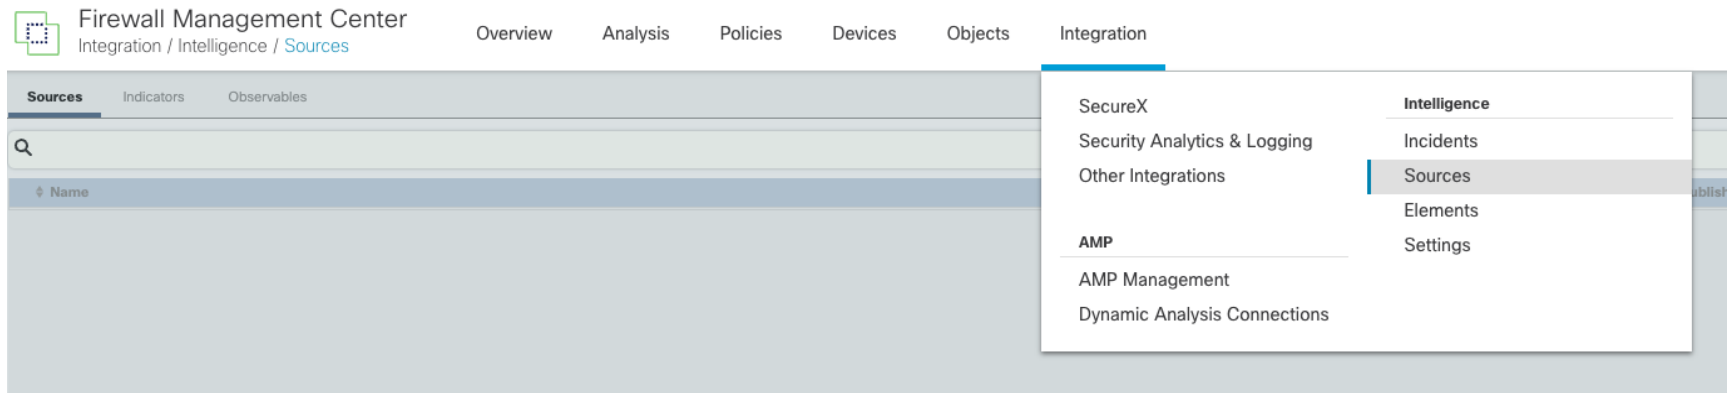 Firewall Management Center
Integration / Intelligence / Sources
Overview Analysis Policies Devices Objects Integration
Sources Indicators Observables
Name
SecureX
Security Analytics & Logging
Other Integrations
AMP
AMP Management
Dynamic Analysis Connections
Intelligence
Incidents
Sources
Elements
Settings